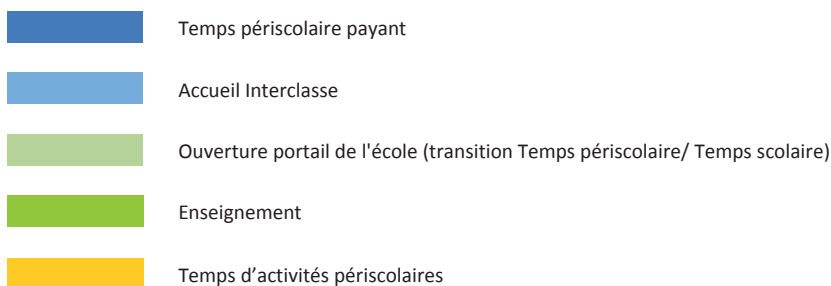 Temps périscolaire payant
Accueil Interclasse
Ouverture portail de l'école (transition Temps périscolaire/ Temps scolaire)
Enseignement
Temps d’activités périscolaires